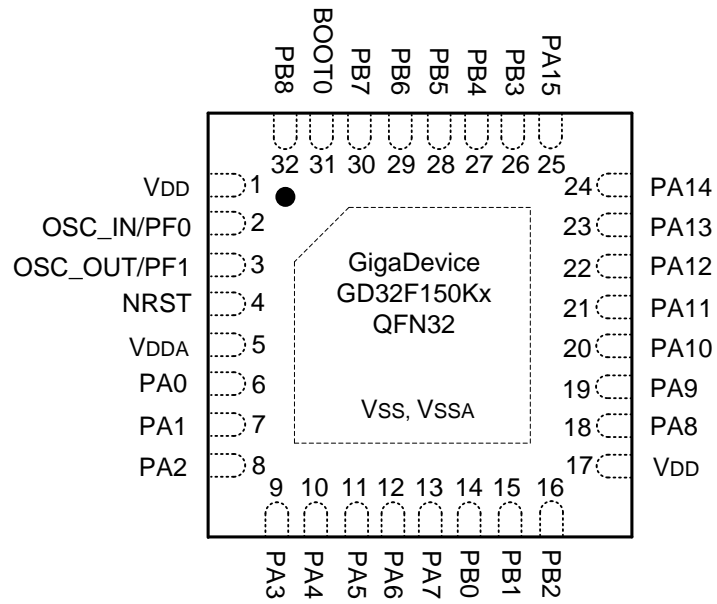 PB8 BOOT0 PB7 PB6 PB5 PB4 PB3 PA15
32 31 30 29 28 27 26 25
VDD 1
OSC_IN/PF0 2
OSC_OUT/PF1 3
NRST 4
VDDA 5
PA0 6
PA1 7
PA2 8
GigaDevice
GD32F150Kx
QFN32
VSS, VSSA
24 PA14
23 PA13
22 PA12
21 PA11
20 PA10
19 PA9
18 PA8
17 VDD
9 10 11 12 13 14 15 16
PA3 PA4 PA5 PA6 PA7 PB0 PB1 PB2